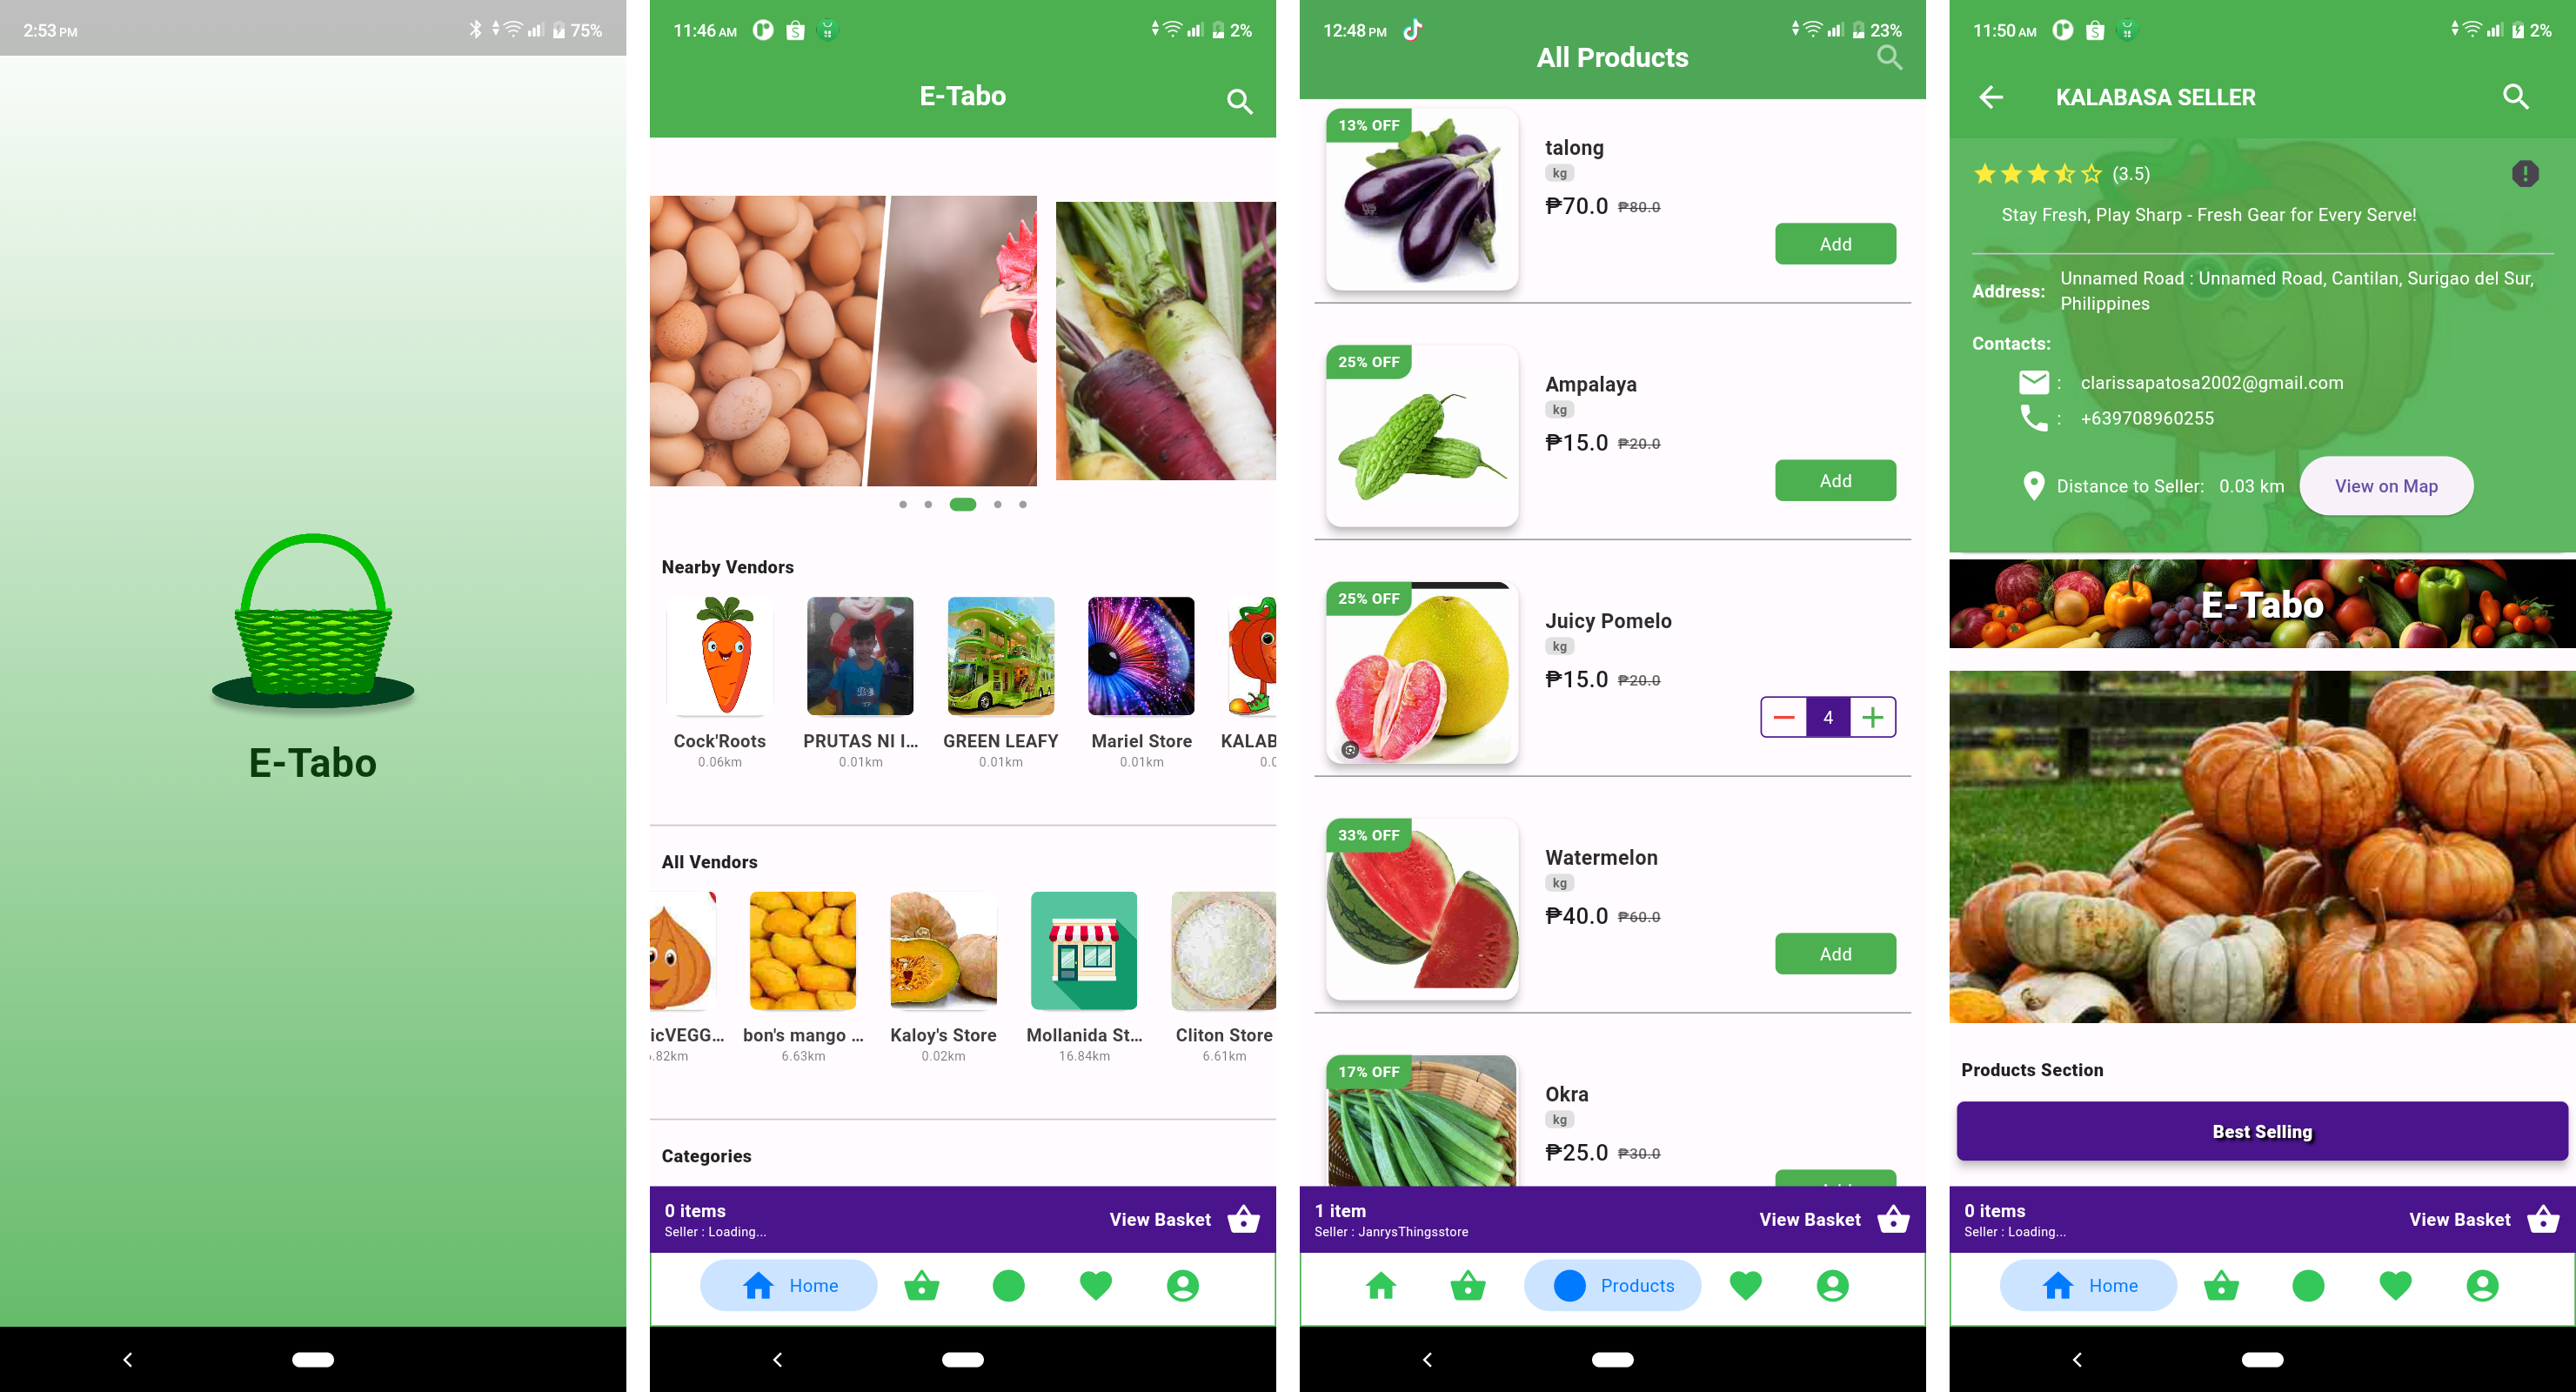 2:53 PM
75%
E-Tabo
11:46 AM
2%
E-Tabo
Nearby Vendors
Cock'Roots
0.06km
PRUTAS NI I...
0.01km
GREEN LEAFY
0.01km
Mariel Store
0.01km
KALAB
0.0
All Vendors
icVEGG...
.82km
bon's mango ...
6.63km
Kaloy's Store
0.02km
Mollanida St...
16.84km
Cliton Store
6.61km
Categories
0 items
Seller : Loading...
View Basket
Home
12:48 PM
23%
All Products
13% OFF
talong
kg
₱70.0 ₱80.0
Add
25% OFF
Ampalaya
kg
₱15.0 ₱20.0
Add
25% OFF
Juicy Pomelo
kg
₱15.0 ₱20.0
4
33% OFF
Watermelon
kg
₱40.0 ₱60.0
Add
17% OFF
Okra
kg
₱25.0 ₱30.0
1 item
Seller : JanrysThingsstore
View Basket
Products
11:50 AM
2%
KALABASA SELLER
(3.5)
Stay Fresh, Play Sharp - Fresh Gear for Every Serve!
Address: Unnamed Road : Unnamed Road, Cantilan, Surigao del Sur,
Philippines
Contacts:
: clarissapatosa2002@gmail.com
: +639708960255
Distance to Seller: 0.03 km View on Map
E-Tabo
Products Section
Best Selling
0 items
Seller : Loading...
View Basket
Home